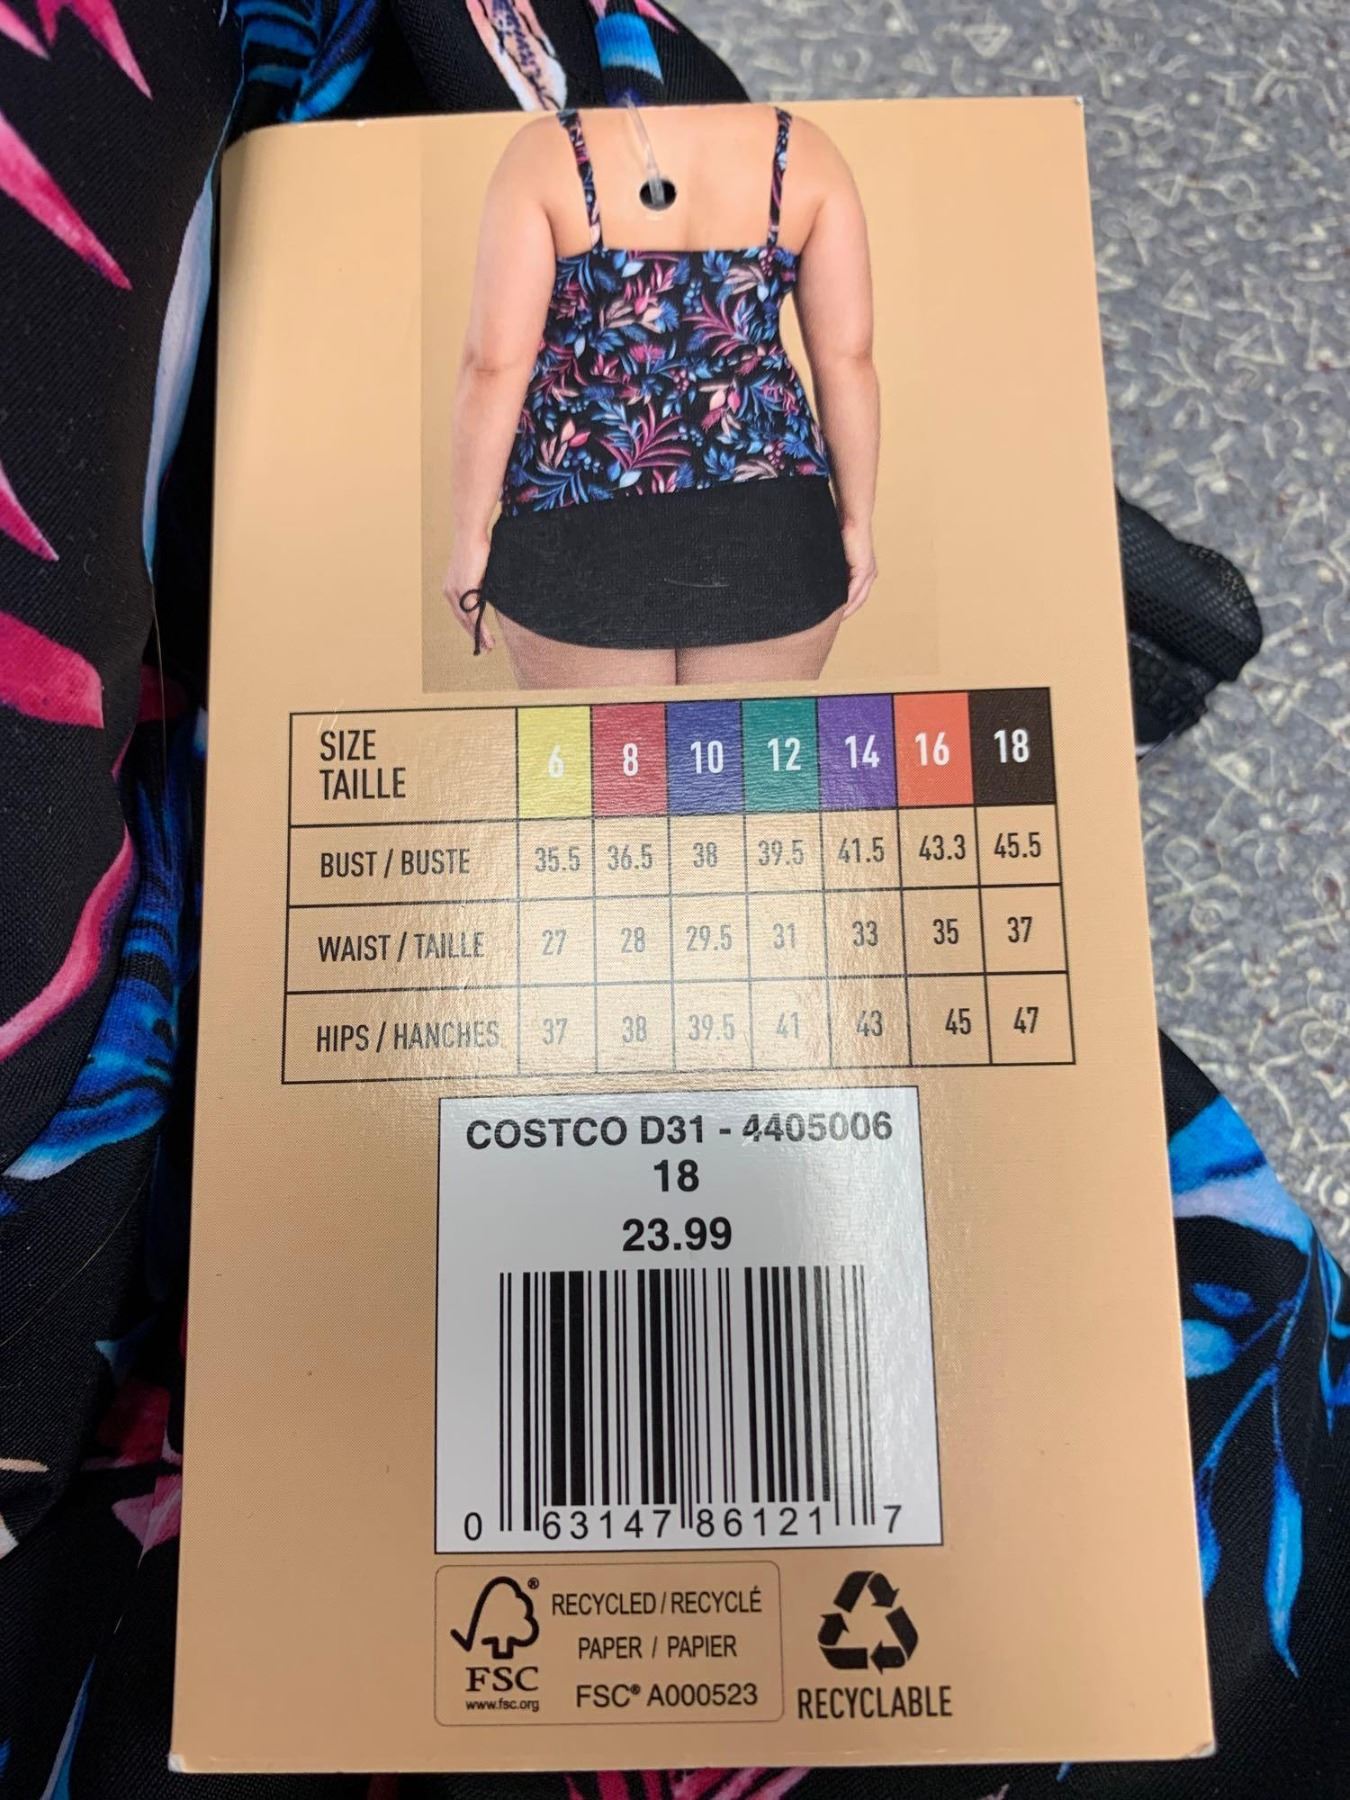 SIZE 6 8 10 12 14 16 18
TAILLE
BUST / BUSTE 35.5 36.5 38 39.5 41.5 43.3 45.5
WAIST / TAILLE 27 28 29.5 31 33 35 37
HIPS / HANCHES 37 38 39.5 41 43 45 47
COSTCO D31 - 4405006
18
23.99
0 63147 86121 7
FSC®
www.fsc.org
RECYCLED / RECYCLÉ
PAPER / PAPIER
FSC® A000523
RECYCLABLE